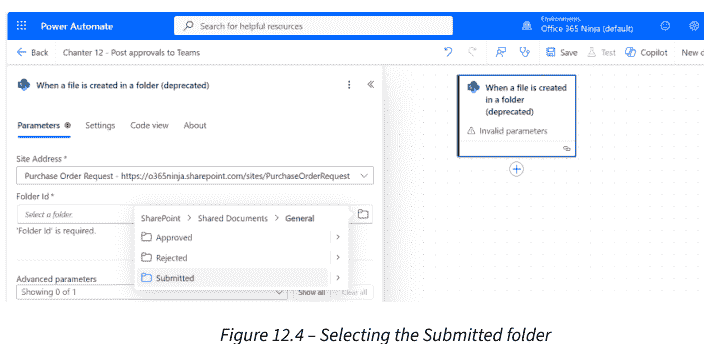 Power Automate
Search for helpful resources
Environments
Office 365 Ninja (default)
Back
Chanter 12 - Post approvals to Teams
Save
Test
Copilot
New
When a file is created in a folder (deprecated)
Parameters
Settings
Code view
About
Site Address *
Purchase Order Request - https://o365ninja.sharepoint.com/sites/PurchaseOrderRequest
Folder Id *
Select a folder.
'Folder Id' is required.
SharePoint > Shared Documents > General
Approved
Rejected
Submitted
Advanced parameters
Showing 0 of 1
Show all
Clear all
When a file is created
in a folder
(deprecated)
Invalid parameters
Figure 12.4 – Selecting the Submitted folder